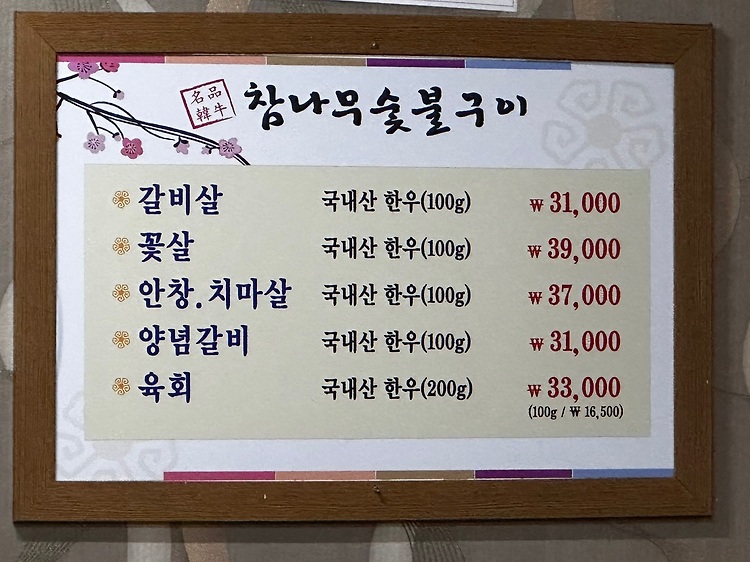 名品
韓牛
참나무숯불구이
갈비살 국내산 한우(100g) ₩ 31,000
꽃살 국내산 한우(100g) ₩ 39,000
안창.치마살 국내산 한우(100g) ₩ 37,000
양념갈비 국내산 한우(100g) ₩ 31,000
육회 국내산 한우(200g) ₩ 33,000
(100g / ₩ 16,500)